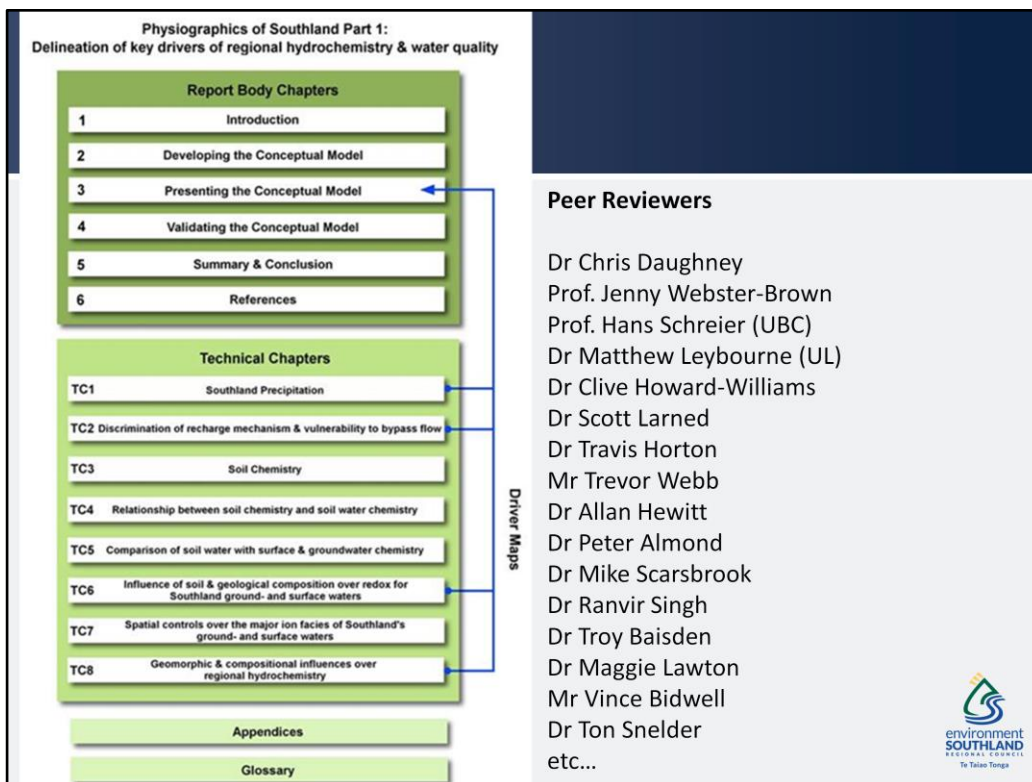 Physiographics of Southland Part 1:
Delineation of key drivers of regional hydrochemistry & water quality
Report Body Chapters
1 Introduction
2 Developing the Conceptual Model
3 Presenting the Conceptual Model
4 Validating the Conceptual Model
5 Summary & Conclusion
6 References
Technical Chapters
TC1 Southland Precipitation
TC2 Discrimination of recharge mechanism & vulnerability to bypass flow
TC3 Soil Chemistry
TC4 Relationship between soil chemistry and soil water chemistry
TC5 Comparison of soil water with surface & groundwater chemistry
TC6 Influence of soil & geological composition over redox for
Southland ground- and surface waters
TC7 Spatial controls over the major ion facies of Southland's
ground- and surface waters
TC8 Geomorphic & compositional influences over
regional hydrochemistry
Appendices
Glossary
Driver Maps
Peer Reviewers
Dr Chris Daughney
Prof. Jenny Webster-Brown
Prof. Hans Schreier (UBC)
Dr Matthew Leybourne (UL)
Dr Clive Howard-Williams
Dr Scott Larned
Dr Travis Horton
Mr Trevor Webb
Dr Allan Hewitt
Dr Peter Almond
Dr Mike Scarsbrook
Dr Ranvir Singh
Dr Troy Baisden
Dr Maggie Lawton
Mr Vince Bidwell
Dr Ton Snelder
etc...
environment
SOUTHLAND
REGIONAL COUNCIL
Te Taiao Tonga